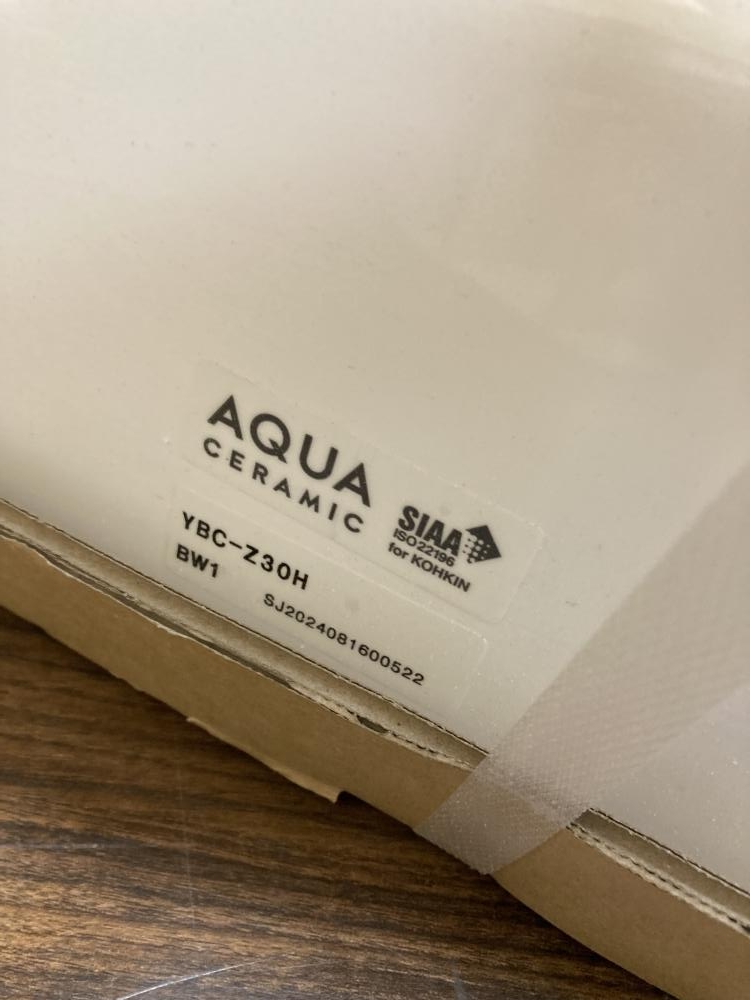 AQUA
CERAMIC
SIAA
ISO22196
for KOHKIN
YBC-Z30H
BW1
SJ2024081600522